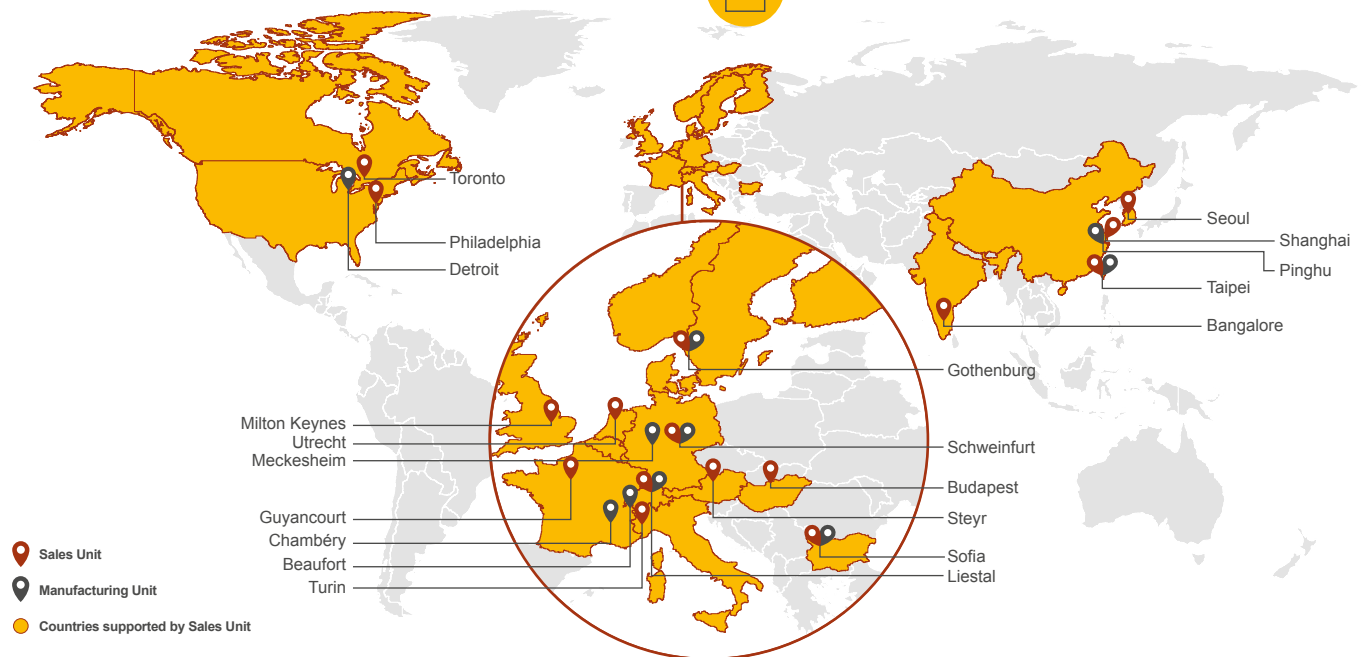 Toronto
Philadelphia
Detroit
Seoul
Shanghai
Pinghu
Taipei
Bangalore
Gothenburg
Milton Keynes
Utrecht
Meckesheim
Schweinfurt
Budapest
Guyancourt
Steyr
Chambéry
Sofia
Beaufort
Liestal
Turin
Sales Unit
Manufacturing Unit
Countries supported by Sales Unit